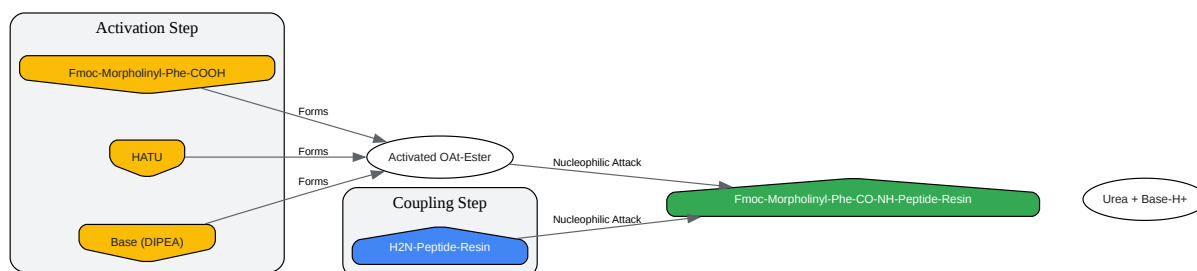 Activation Step
Fmoc-Morpholinyl-Phe-COOH
Forms
HATU
Forms
Activated OAt-Ester
Nucleophilic Attack
Forms
Base (DIPEA)
Coupling Step
H2N-Peptide-Resin
Nucleophilic Attack
Fmoc-Morpholinyl-Phe-CO-NH-Peptide-Resin
Urea + Base-H+